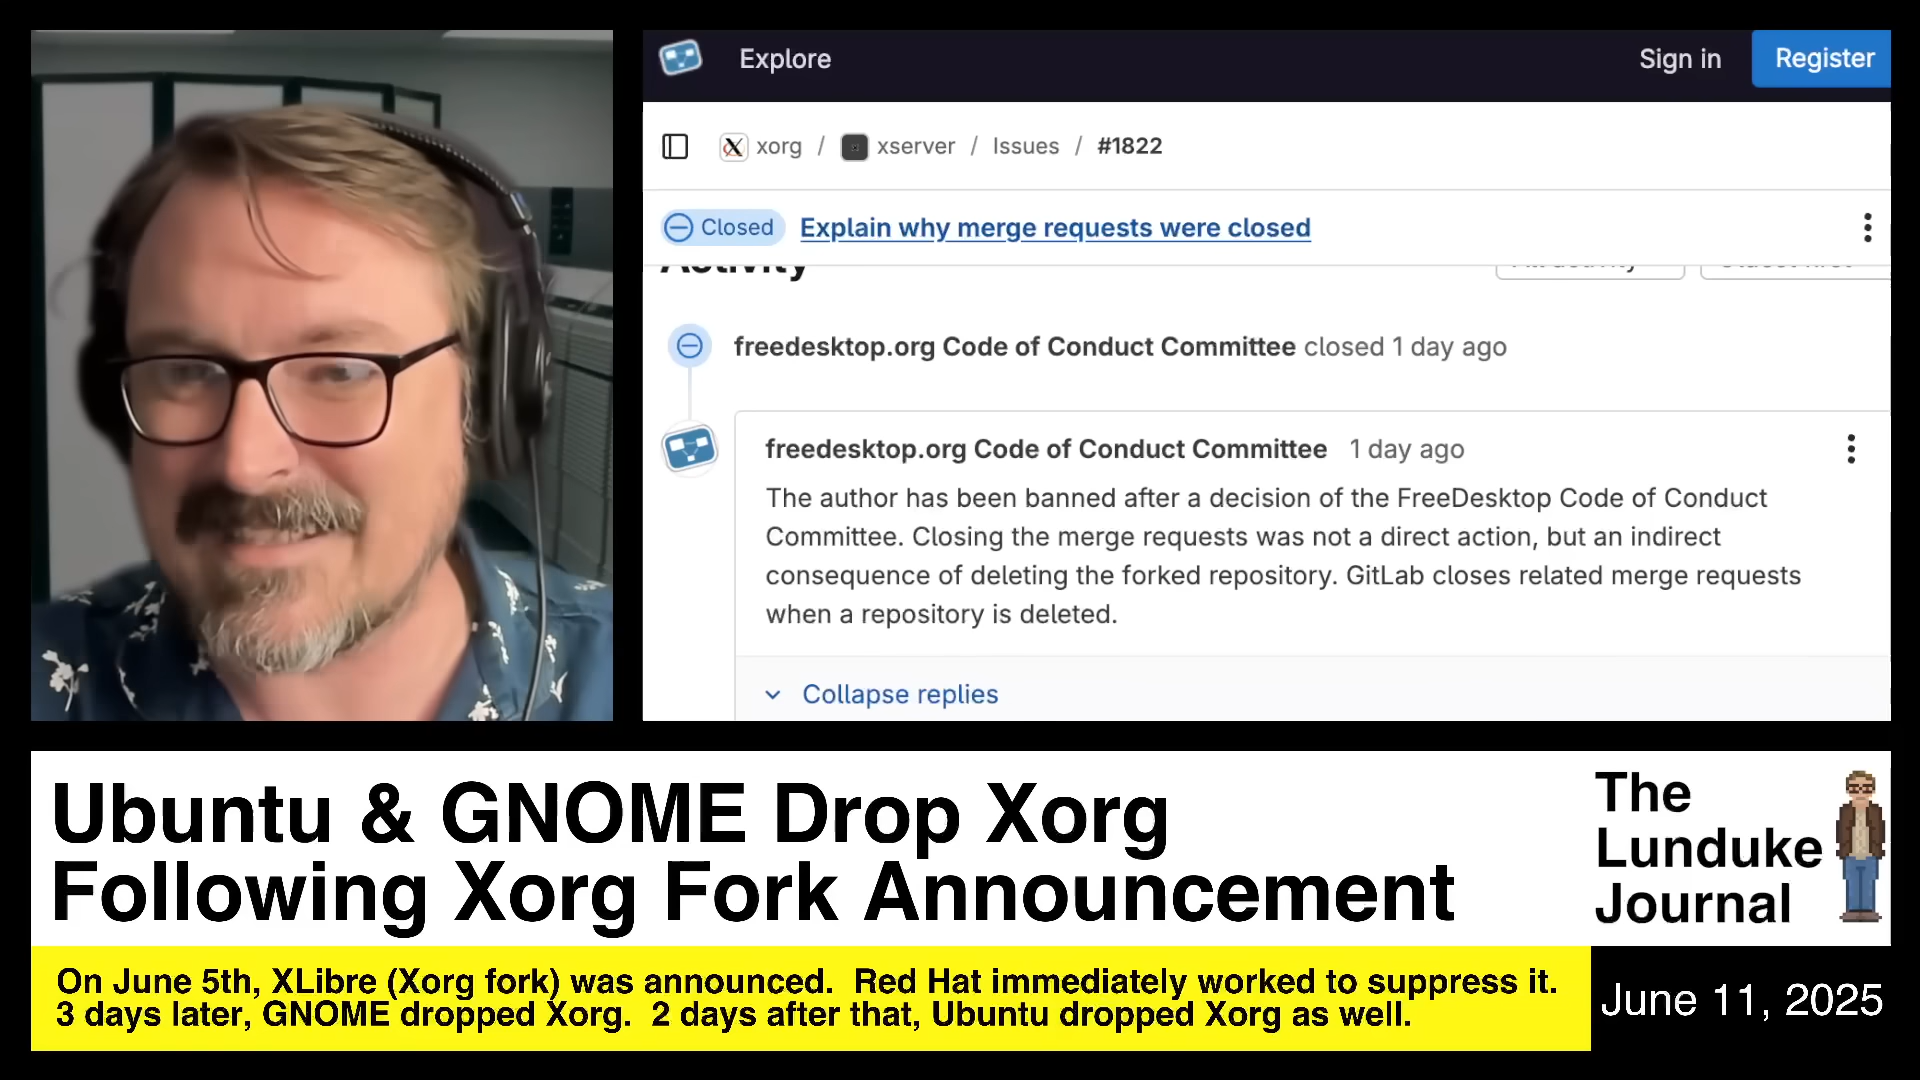 Explore
Sign in
Register
xorg / xserver / Issues / #1822
Closed
Explain why merge requests were closed
Activity
freedesktop.org Code of Conduct Committee closed 1 day ago
freedesktop.org Code of Conduct Committee 1 day ago
The author has been banned after a decision of the FreeDesktop Code of Conduct
Committee. Closing the merge requests was not a direct action, but an indirect
consequence of deleting the forked repository. GitLab closes related merge requests
when a repository is deleted.
Collapse replies
Ubuntu & GNOME Drop Xorg
Following Xorg Fork Announcement
The
Lunduke
Journal
On June 5th, XLibre (Xorg fork) was announced.  Red Hat immediately worked to suppress it.
3 days later, GNOME dropped Xorg.  2 days after that, Ubuntu dropped Xorg as well.
June 11, 2025